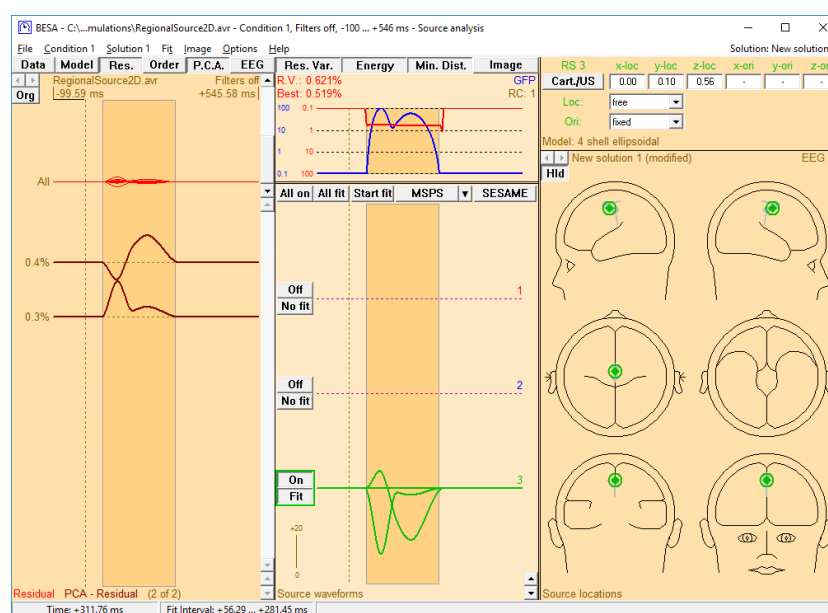 BESA - C:\...mulations\RegionalSource2D.avr - Condition 1, Filters off, -100 ... +546 ms - Source analysis
File Condition 1 Solution 1 Fit Image Options Help Solution: New solution
Data Model Res. Order P.C.A. EEG Res. Var. Energy Min. Dist. Image
RegionalSource2D.avr Filters off
Org -99.59 ms +545.58 ms
All
0.4%
0.3%
Residual PCA - Residual (2 of 2)
R.V.: 0.621% GFP
Best: 0.519% RC: 1
100 0.1
10 1
1 10
0.1 100
All on All fit Start fit MSPS SESAME
Off 1
No fit
Off 2
No fit
On 3
Fit
+20
0
Source waveforms
RS 3 x-loc y-loc z-loc x-ori y-ori
Cart./US 0.00 0.10 0.56 - - -
Loc: free
Ori: fixed
Model: 4 shell ellipsoidal
New solution 1 (modified) EEG
Hld
Source locations
Time: +311.76 ms Fit Interval: +56.29 ... +281.45 ms